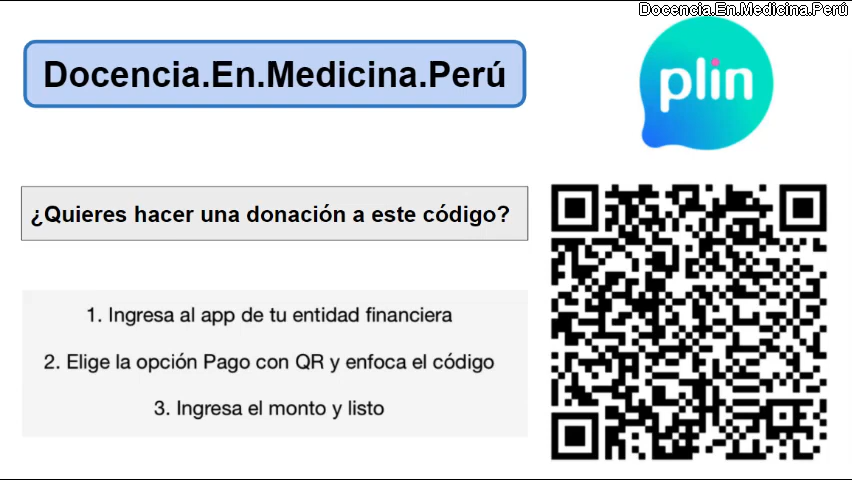 Docencia.En.Medicina.Perú
Docencia.En.Medicina.Perú
plin
¿Quieres hacer una donación a este código?
1. Ingresa al app de tu entidad financiera
2. Elige la opción Pago con QR y enfoca el código
3. Ingresa el monto y listo